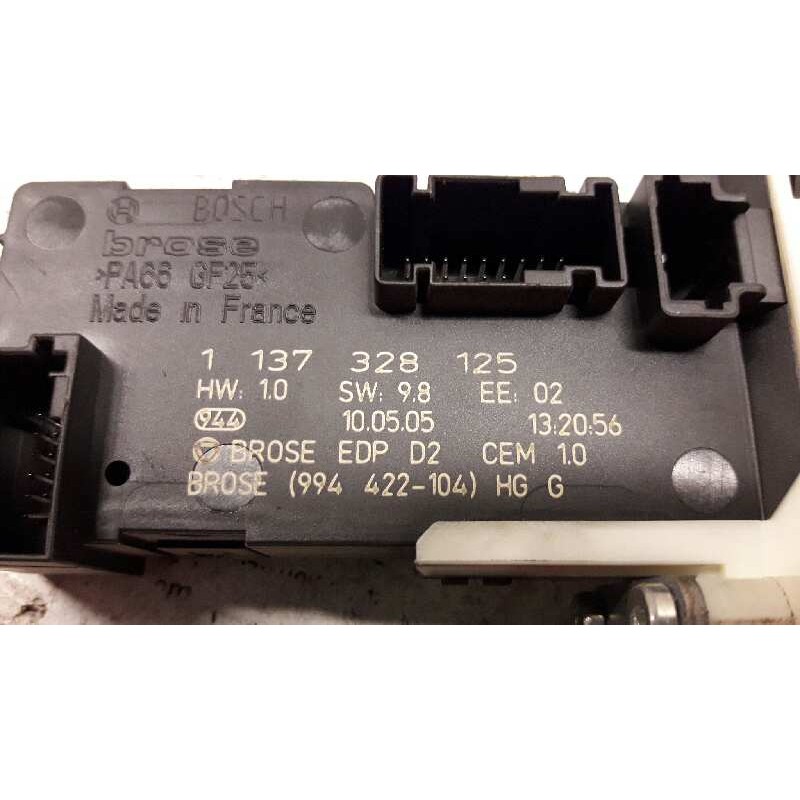 BOSCH
brose
>PA66 GF25<
Made in France
1 137 328 125
HW: 1.0 SW: 9.8 EE: 02
944 10.05.05 13:20:56
BROSE EDP D2 CEM 1.0
BROSE (994 422-104) HG G